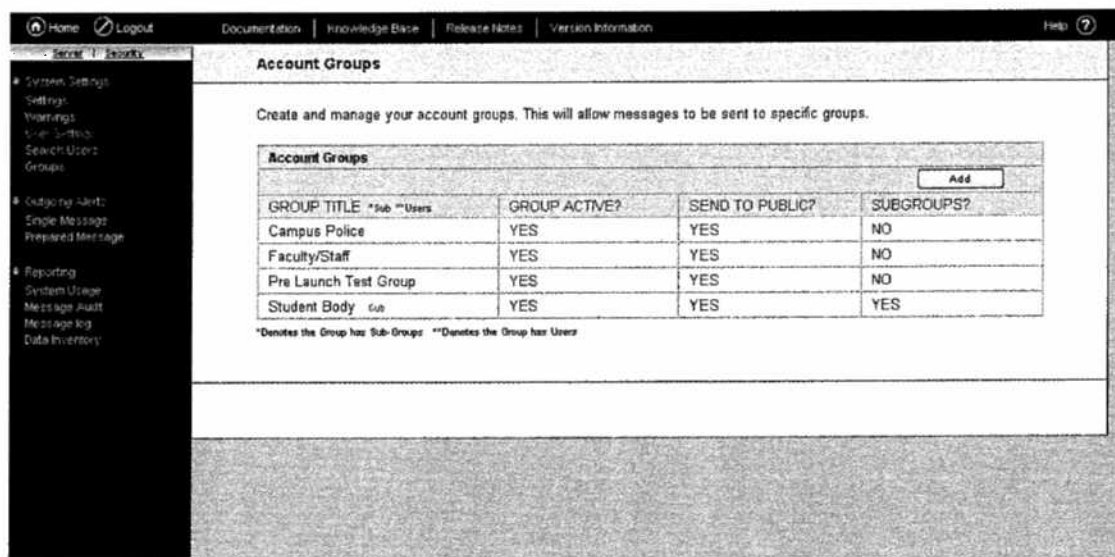 Home Logout Documentation Knowledge Base Release Notes Version Information Help ?
Server | Security
System Settings
Settings
Warnings
User Settings
Search Users
Groups
Outgoing Alerts
Single Message
Prepared Message
Reporting
System Usage
Message Audit
Message log
Data Inventory
Account Groups
Create and manage your account groups. This will allow messages to be sent to specific groups.
Account Groups
Add
GROUP TITLE *Sub **Users GROUP ACTIVE? SEND TO PUBLIC? SUBGROUPS?
Campus Police YES YES NO
Faculty/Staff YES YES NO
Pre Launch Test Group YES YES NO
Student Body Sub YES YES YES
*Denotes the Group has Sub-Groups **Denotes the Group has Users